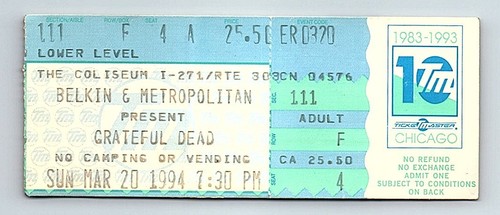 SECTION/AISLE ROW/BOX SEAT PRICE EVENT CODE
111 F 4 A 25.50 ER0320
LOWER LEVEL
THE COLISEUM I-271/RTE 303CN 04576
BELKIN & METROPOLITAN
PRESENT
GRATEFUL DEAD
NO CAMPING OR VENDING
SUN MAR 20 1994 7:30 PM
111
ADULT
F
CA 25.50
4
1983-1993
10
TM
TICKETMASTER
CHICAGO
NO REFUND
NO EXCHANGE
ADMIT ONE
SUBJECT TO CONDITIONS
ON BACK